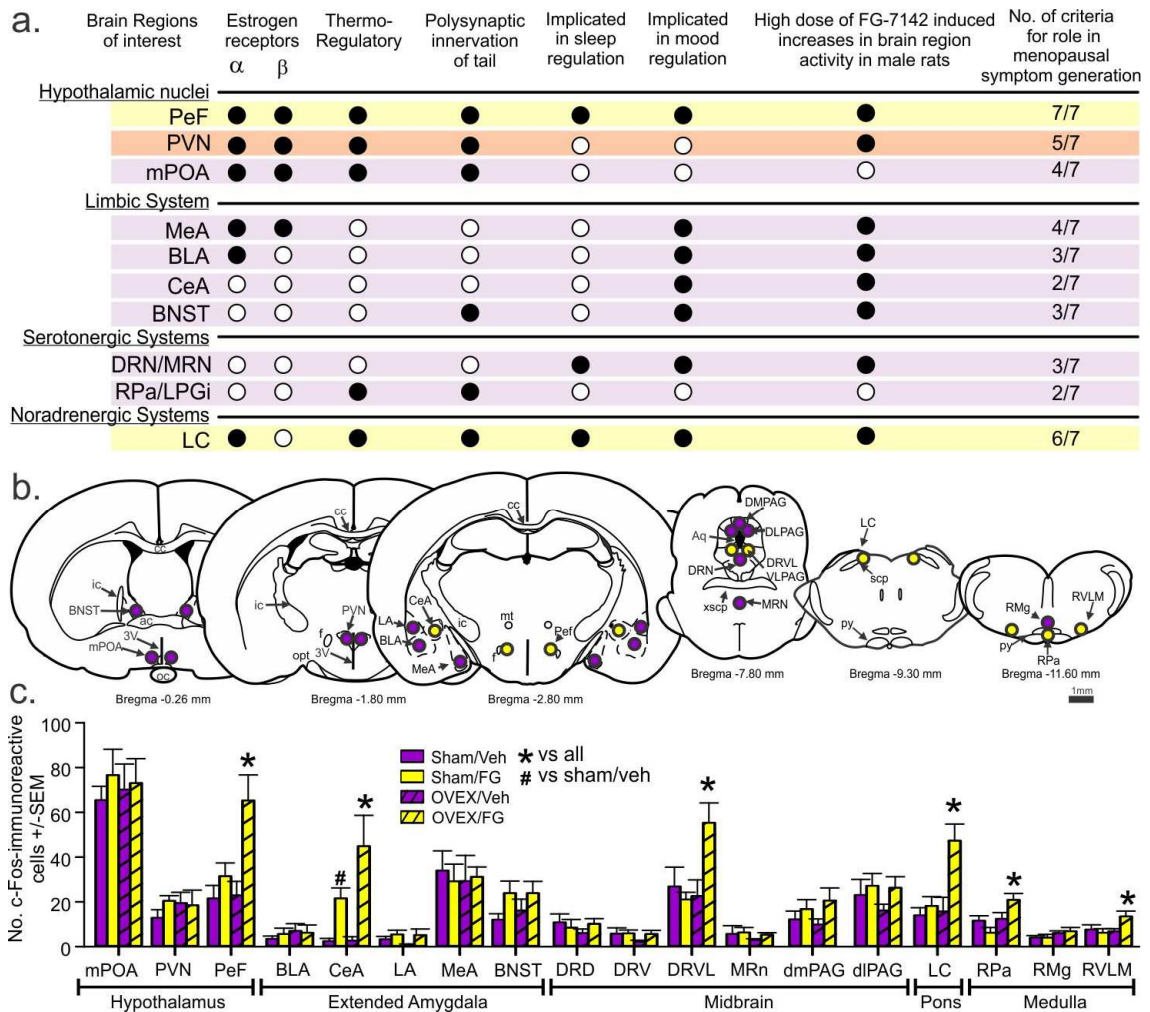 a.
Brain Regions of interest
Estrogen receptors
α β
Thermo-Regulatory
Polysynaptic innervation of tail
Implicated in sleep regulation
Implicated in mood regulation
High dose of FG-7142 induced increases in brain region activity in male rats
No. of criteria for role in menopausal symptom generation
Hypothalamic nuclei
PeF 7/7
PVN 5/7
mPOA 4/7
Limbic System
MeA 4/7
BLA 3/7
CeA 2/7
BNST 3/7
Serotonergic Systems
DRN/MRN 3/7
RPa/LPGi 2/7
Noradrenergic Systems
LC 6/7
b.
cc
ic
BNST
ac
3V
mPOA
oc
Bregma -0.26 mm
cc
ic
PVN
f
opt
3V
Bregma -1.80 mm
cc
CeA
LA
ic
BLA
MeA
mt
Pef
f
Bregma -2.80 mm
DMPAG
Aq
DLPAG
DRN
DRVL
VLPAG
xscp
MRN
Bregma -7.80 mm
LC
scp
py
Bregma -9.30 mm
RMg
RVLM
py
RPa
Bregma -11.60 mm
1mm
c.
No. c-Fos-immunoreactive cells +/-SEM
100
80
60
40
20
0
Sham/Veh
Sham/FG
OVEX/Veh
OVEX/FG
* vs all
# vs sham/veh
*
#
*
*
*
*
*
mPOA PVN PeF BLA CeA LA MeA BNST DRD DRV DRVL MRn dmPAG dlPAG LC RPa RMg RVLM
Hypothalamus Extended Amygdala Midbrain Pons Medulla